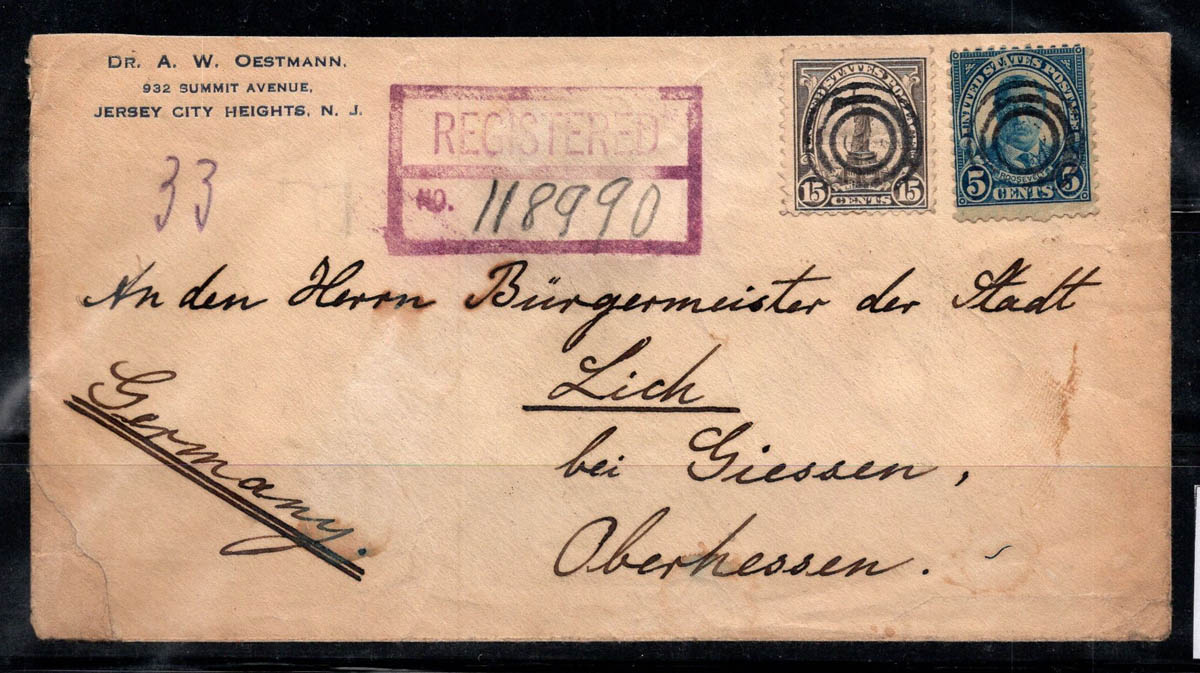 DR. A. W. OESTMANN,
932 SUMMIT AVENUE,
JERSEY CITY HEIGHTS, N. J.
33
REGISTERED
NO. 118990
UNITED STATES POSTAGE
15 CENTS 15
UNITED STATES POSTAGE
ROOSEVELT
5 CENTS 5
An den Herrn Bürgermeister der Stadt
Lich
bei Giessen,
Oberhessen.
Germany.